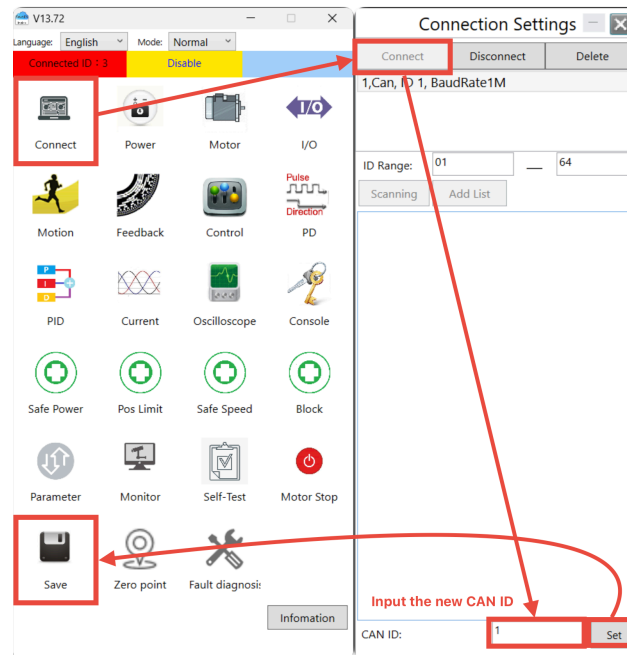 V13.72
Language: English Mode: Normal
Connected ID : 3 Disable
Connect Power Motor I/O
I/O
Pulse
Direction
Motion Feedback Control PD
P
I
D
PID Current Oscilloscope Console
Safe Power Pos Limit Safe Speed Block
Parameter Monitor Self-Test Motor Stop
Save Zero point Fault diagnosi
Infomation
Connection Settings
Connect Disconnect Delete
1,Can, ID 1, BaudRate1M
ID Range: 01 — 64
Scanning Add List
Input the new CAN ID
CAN ID: 1 Set